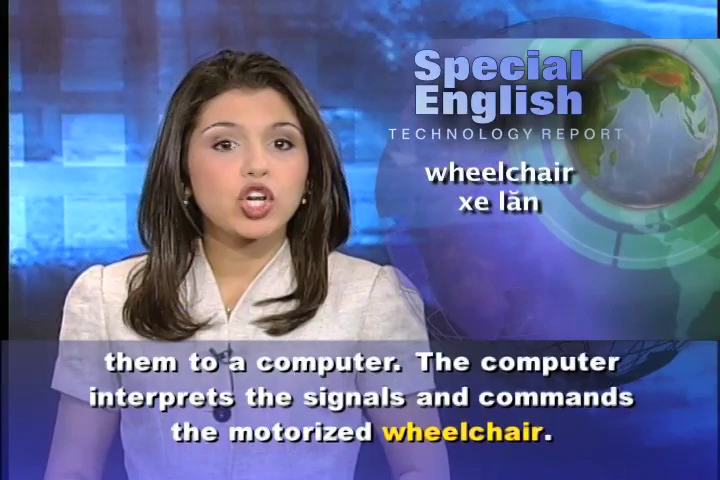 Special
English
TECHNOLOGY REPORT
wheelchair
xe lăn
them to a computer. The computer
interprets the signals and commands
the motorized wheelchair.